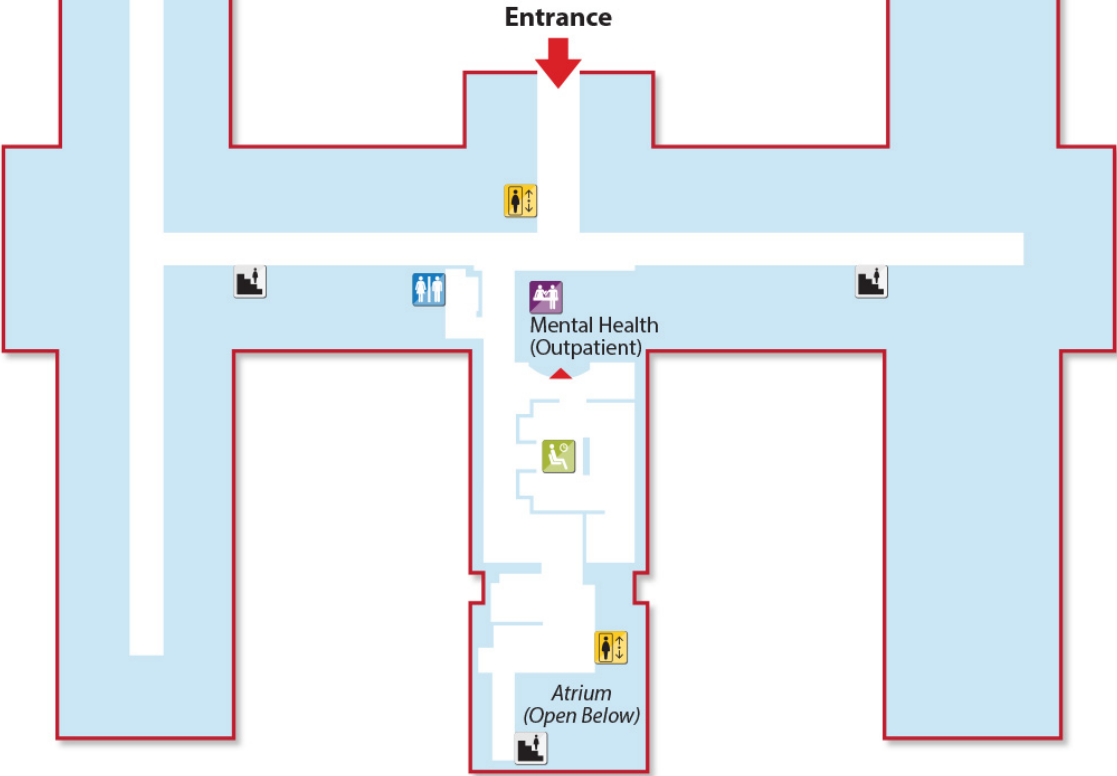 Entrance
Mental Health
(Outpatient)
Atrium
(Open Below)